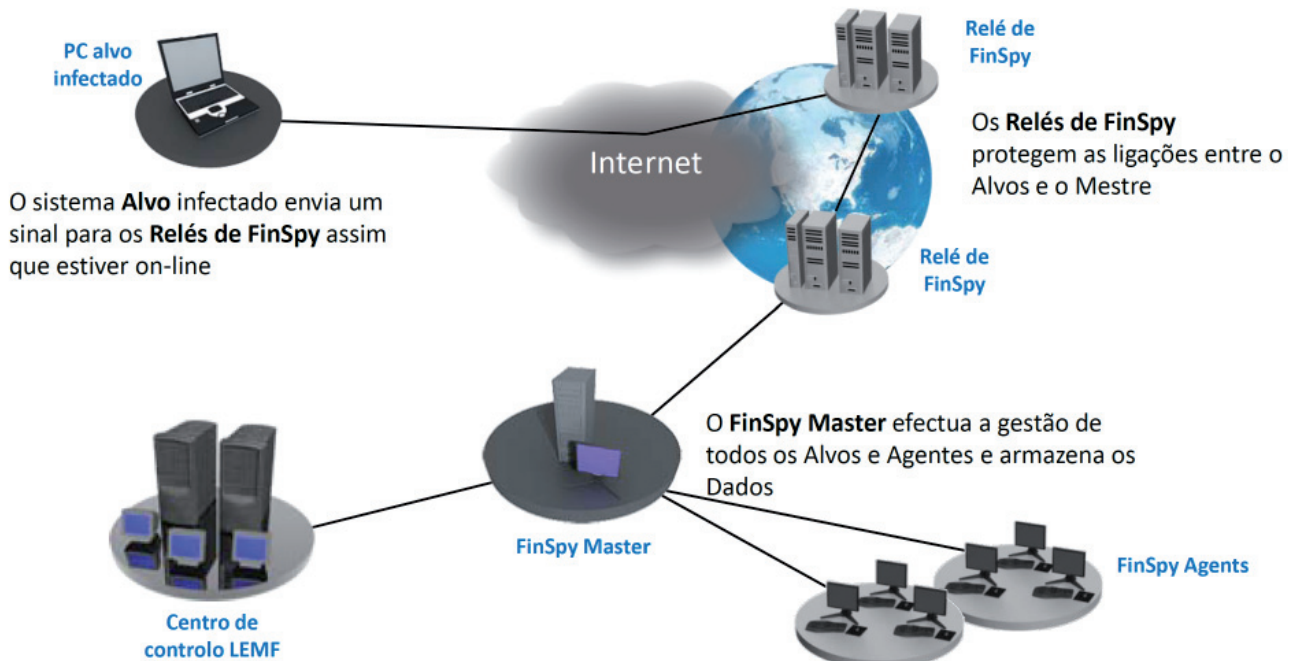 PC alvo
infectado
O sistema Alvo infectado envia um
sinal para os Relés de FinSpy assim
que estiver on-line
Internet
Relé de
FinSpy
Os Relés de FinSpy
protegem as ligações entre o
Alvos e o Mestre
Relé de
FinSpy
O FinSpy Master efectua a gestão de
todos os Alvos e Agentes e armazena os
Dados
FinSpy Master
FinSpy Agents
Centro de
controlo LEMF